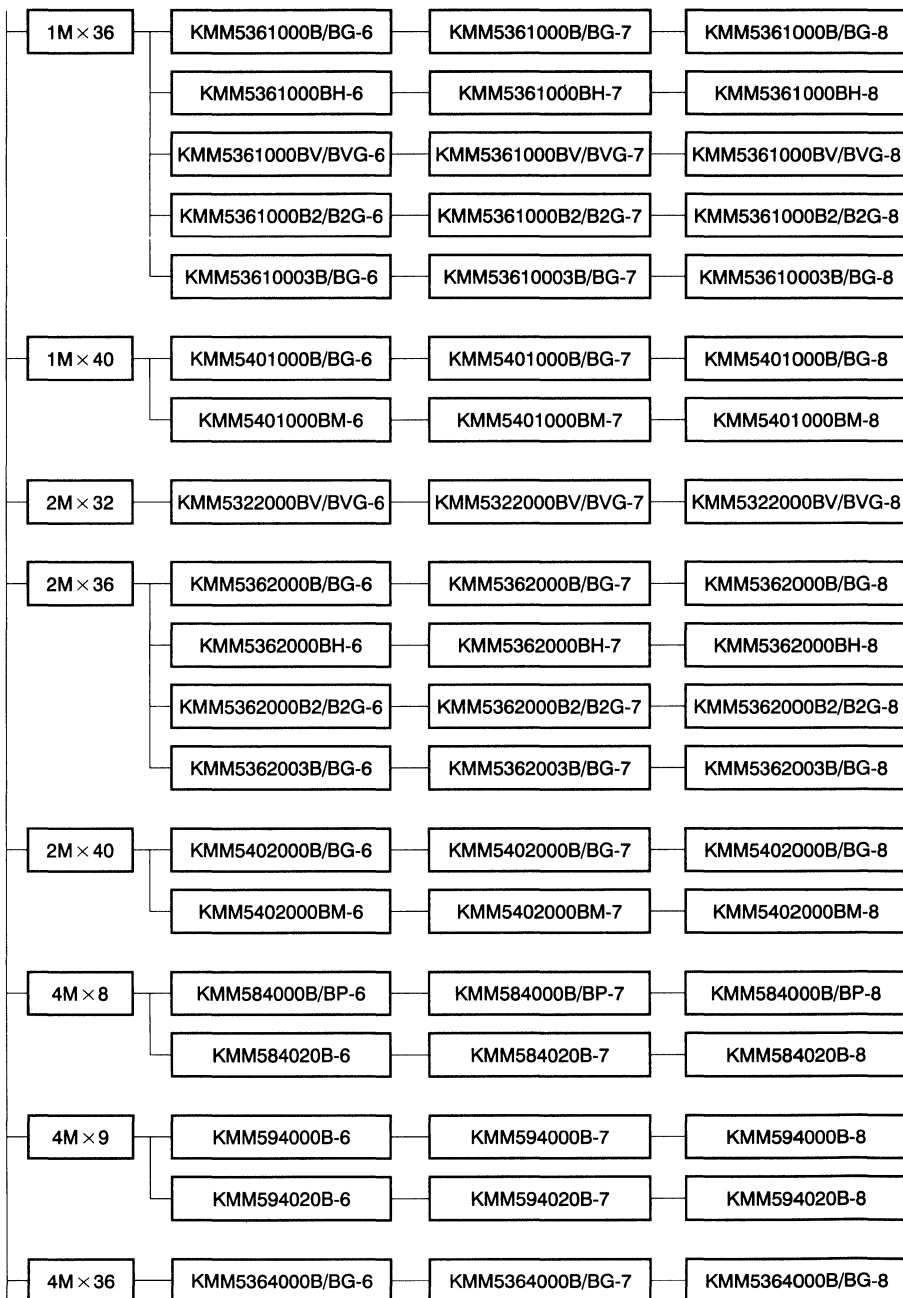 1M × 36 KMM5361000B/BG-6 KMM5361000B/BG-7 KMM5361000B/BG-8
KMM5361000BH-6 KMM5361000BH-7 KMM5361000BH-8
KMM5361000BV/BVG-6 KMM5361000BV/BVG-7 KMM5361000BV/BVG-8
KMM5361000B2/B2G-6 KMM5361000B2/B2G-7 KMM5361000B2/B2G-8
KMM53610003B/BG-6 KMM53610003B/BG-7 KMM53610003B/BG-8
1M × 40 KMM5401000B/BG-6 KMM5401000B/BG-7 KMM5401000B/BG-8
KMM5401000BM-6 KMM5401000BM-7 KMM5401000BM-8
2M × 32 KMM5322000BV/BVG-6 KMM5322000BV/BVG-7 KMM5322000BV/BVG-8
2M × 36 KMM5362000B/BG-6 KMM5362000B/BG-7 KMM5362000B/BG-8
KMM5362000BH-6 KMM5362000BH-7 KMM5362000BH-8
KMM5362000B2/B2G-6 KMM5362000B2/B2G-7 KMM5362000B2/B2G-8
KMM5362003B/BG-6 KMM5362003B/BG-7 KMM5362003B/BG-8
2M × 40 KMM5402000B/BG-6 KMM5402000B/BG-7 KMM5402000B/BG-8
KMM5402000BM-6 KMM5402000BM-7 KMM5402000BM-8
4M × 8 KMM584000B/BP-6 KMM584000B/BP-7 KMM584000B/BP-8
KMM584020B-6 KMM584020B-7 KMM584020B-8
4M × 9 KMM594000B-6 KMM594000B-7 KMM594000B-8
KMM594020B-6 KMM594020B-7 KMM594020B-8
4M × 36 KMM5364000B/BG-6 KMM5364000B/BG-7 KMM5364000B/BG-8